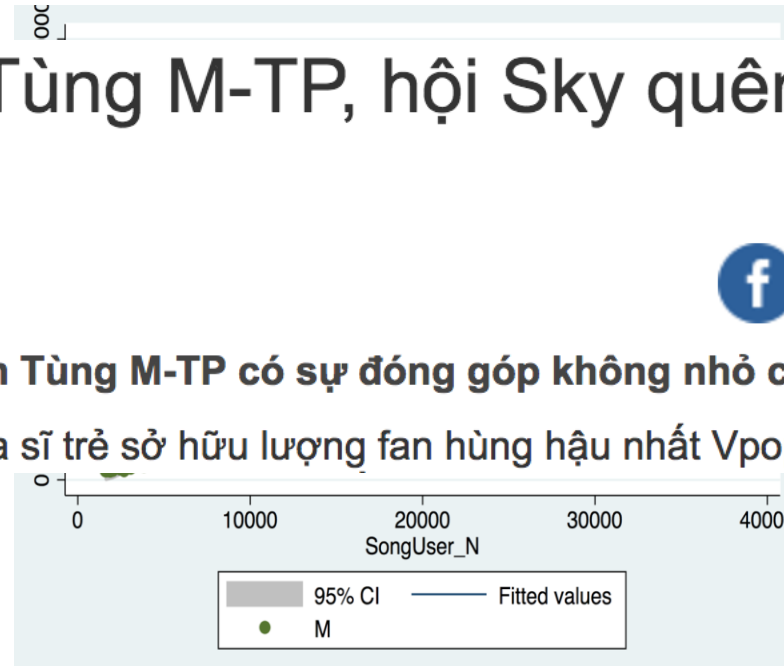 Tùng M-TP, hội Sky quên
f
Tùng M-TP có sự đóng góp không nhỏ
sĩ trẻ sở hữu lượng fan hùng hậu nhất Vpo
0
0 10000 20000 30000 4000
SongUser_N
95% CI Fitted values
M